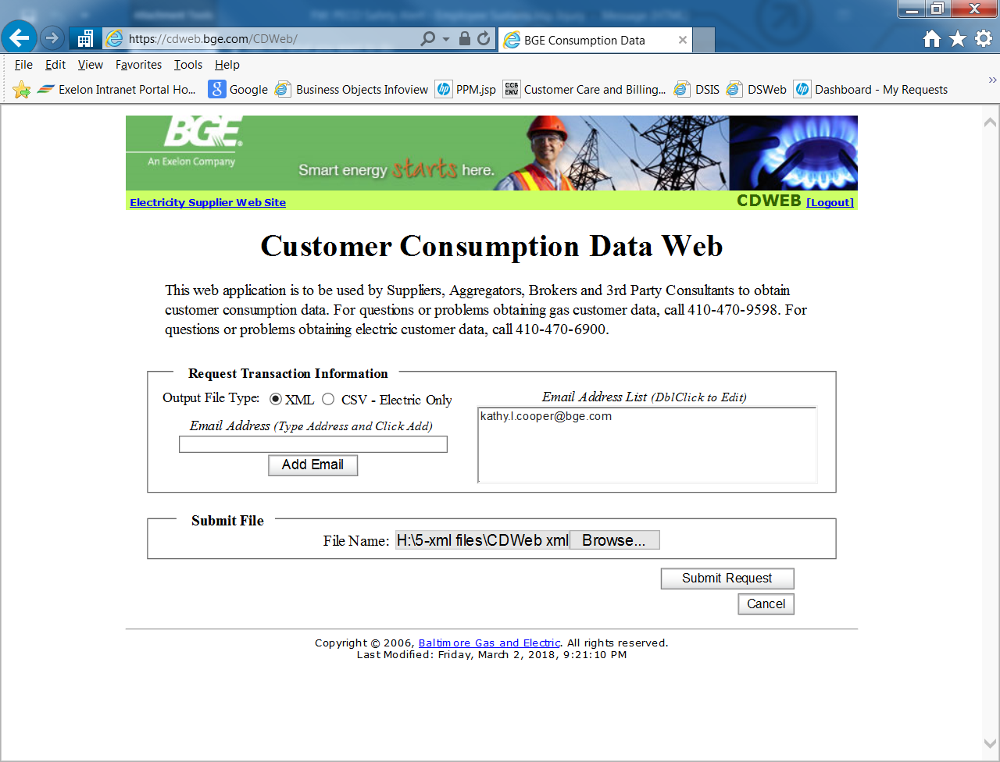 https://cdweb.bge.com/CDWeb/
BGE Consumption Data
File Edit View Favorites Tools Help
Exelon Intranet Portal Ho... Google Business Objects Infoview PPM.jsp CCB ENV Customer Care and Billing... DSIS DSWeb Dashboard - My Requests
BGE
An Exelon Company
Smart energy starts here.
Electricity Supplier Web Site CDWEB [Logout]
Customer Consumption Data Web
This web application is to be used by Suppliers, Aggregators, Brokers and 3rd Party Consultants to obtain
customer consumption data. For questions or problems obtaining gas customer data, call 410-470-9598. For
questions or problems obtaining electric customer data, call 410-470-6900.
Request Transaction Information
Output File Type: XML CSV - Electric Only
Email Address (Type Address and Click Add)
Add Email
Email Address List (DblClick to Edit)
kathy.l.cooper@bge.com
Submit File
File Name: H:\5-xml files\CDWeb xml Browse...
Submit Request
Cancel
Copyright © 2006, Baltimore Gas and Electric. All rights reserved.
Last Modified: Friday, March 2, 2018, 9:21:10 PM